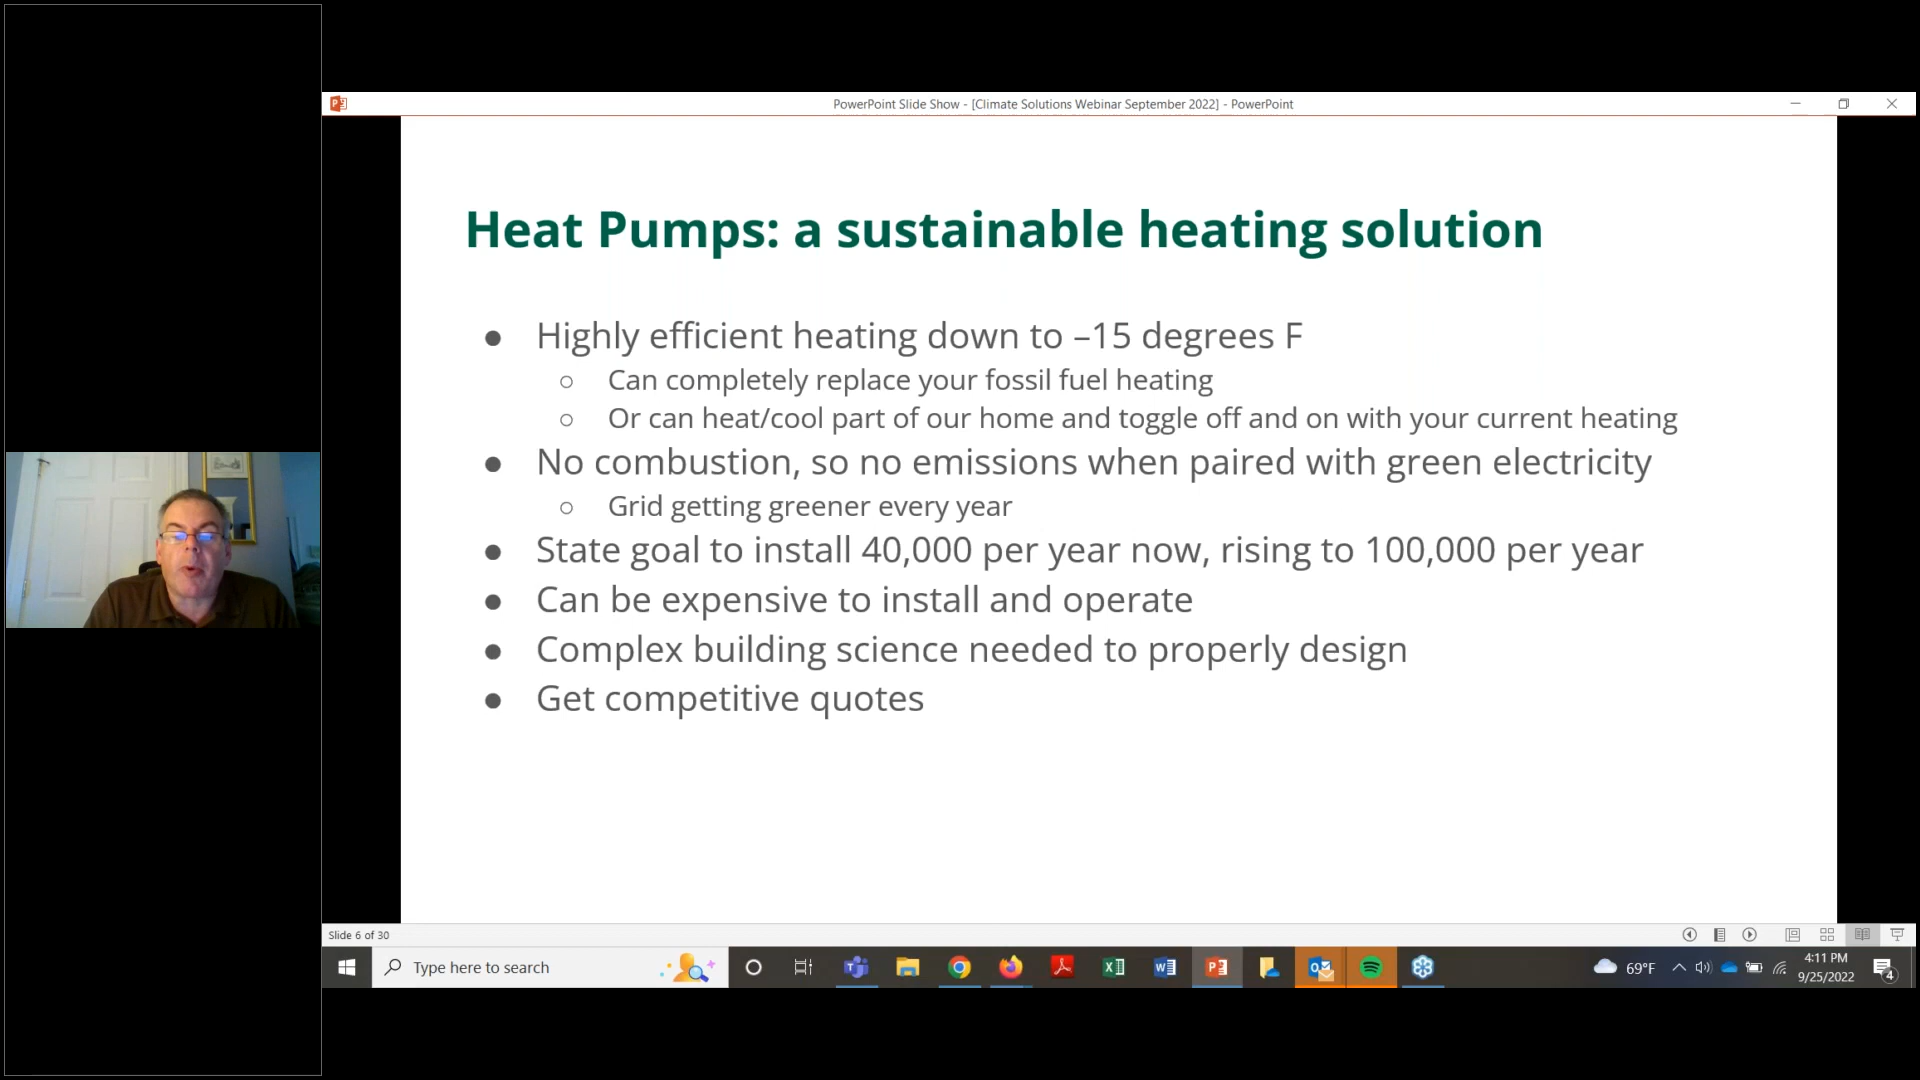 PowerPoint Slide Show - [Climate Solutions Webinar September 2022] - PowerPoint
Heat Pumps: a sustainable heating solution
● Highly efficient heating down to –15 degrees F
○ Can completely replace your fossil fuel heating
○ Or can heat/cool part of our home and toggle off and on with your current heating
● No combustion, so no emissions when paired with green electricity
○ Grid getting greener every year
● State goal to install 40,000 per year now, rising to 100,000 per year
● Can be expensive to install and operate
● Complex building science needed to properly design
● Get competitive quotes
Slide 6 of 30
Type here to search
69°F
4:11 PM
9/25/2022
4